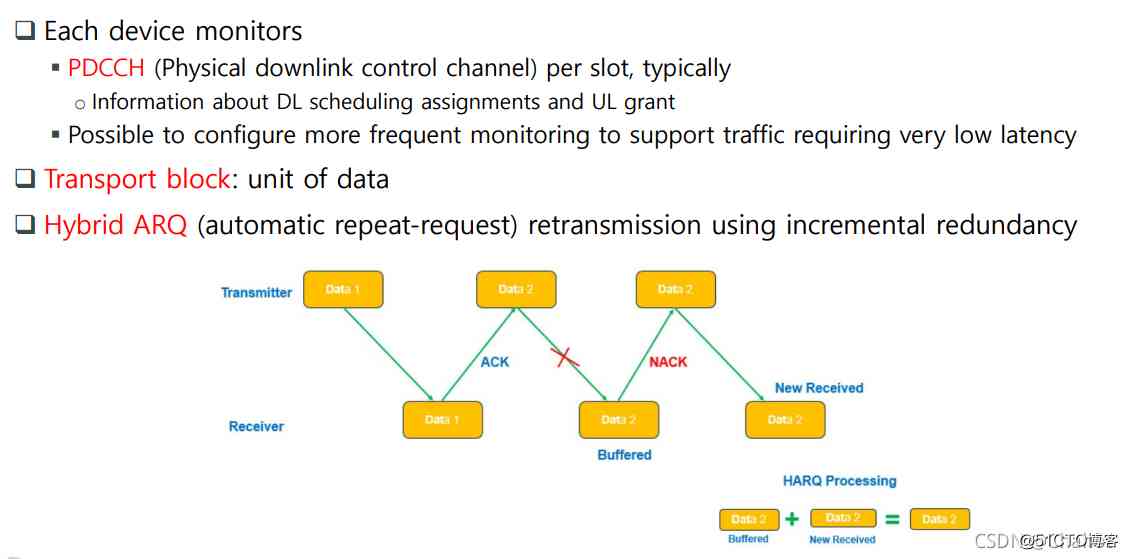 Each device monitors
PDCCH (Physical downlink control channel) per slot, typically
Information about DL scheduling assignments and UL grant
Possible to configure more frequent monitoring to support traffic requiring very low latency
Transport block: unit of data
Hybrid ARQ (automatic repeat-request) retransmission using incremental redundancy
Transmitter
Data 1
Data 2
Data 2
ACK
NACK
New Received
Receiver
Data 1
Data 2
Data 2
Buffered
HARQ Processing
Data 2 + Data 2 = Data 2
Buffered
New Received
CSDN
@51CTO博客